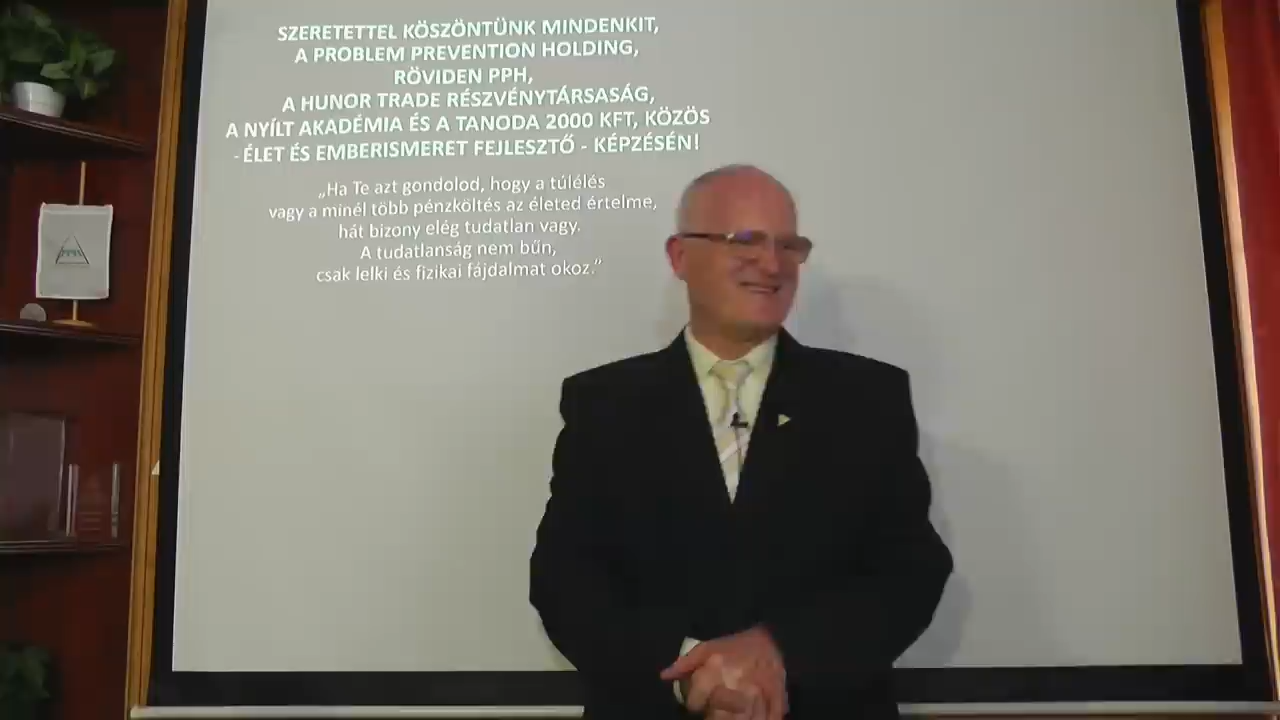 SZERETETTEL KÖSZÖNTÜNK MINDENKIT,
A PROBLEM PREVENTION HOLDING,
RÖVIDEN PPH,
A HUNOR TRADE RÉSZVÉNYTÁRSASÁG,
A NYÍLT AKADÉMIA ÉS A TANODA 2000 KFT, KÖZÖS
- ÉLET ÉS EMBERISMERET FEJLESZTŐ - KÉPZÉSÉN!
„Ha Te azt gondolod, hogy a túlélés
vagy a minél több pénzköltés az életed értelme,
hát bizony elég tudatlan vagy.
A tudatlanság nem bűn,
csak lelki és fizikai fájdalmat okoz.”